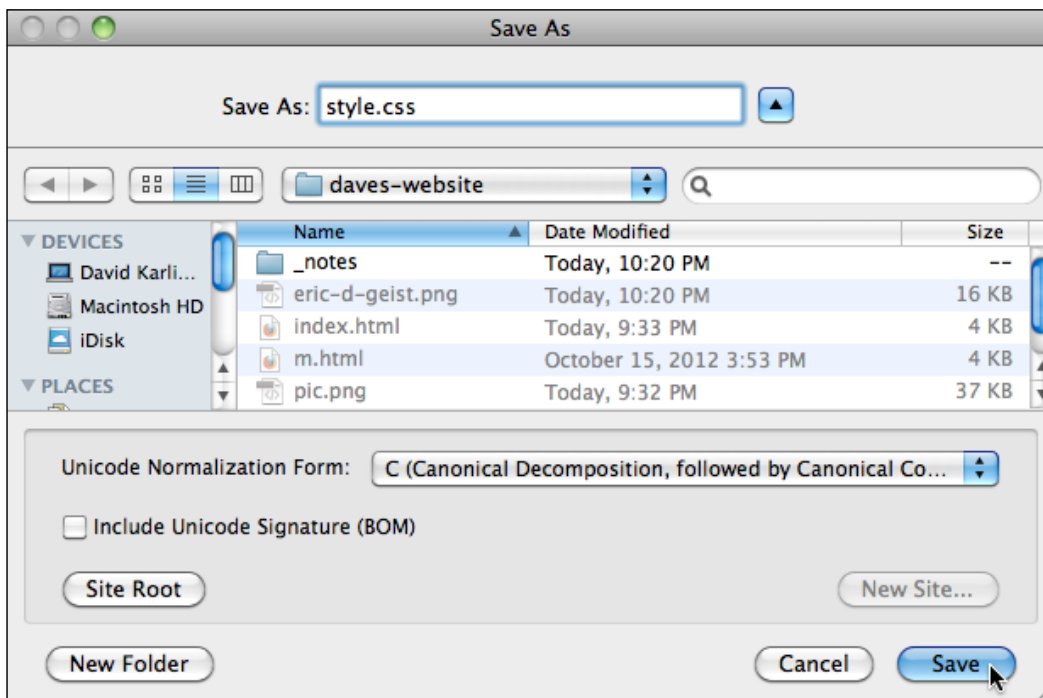 Save As
Save As: style.css
daves-website
DEVICES
David Karli...
Macintosh HD
iDisk
PLACES
Name Date Modified Size
_notes Today, 10:20 PM --
eric-d-geist.png Today, 10:20 PM 16 KB
index.html Today, 9:33 PM 4 KB
m.html October 15, 2012 3:53 PM 4 KB
pic.png Today, 9:32 PM 37 KB
Unicode Normalization Form: C (Canonical Decomposition, followed by Canonical Co...
Include Unicode Signature (BOM)
Site Root New Site...
New Folder Cancel Save